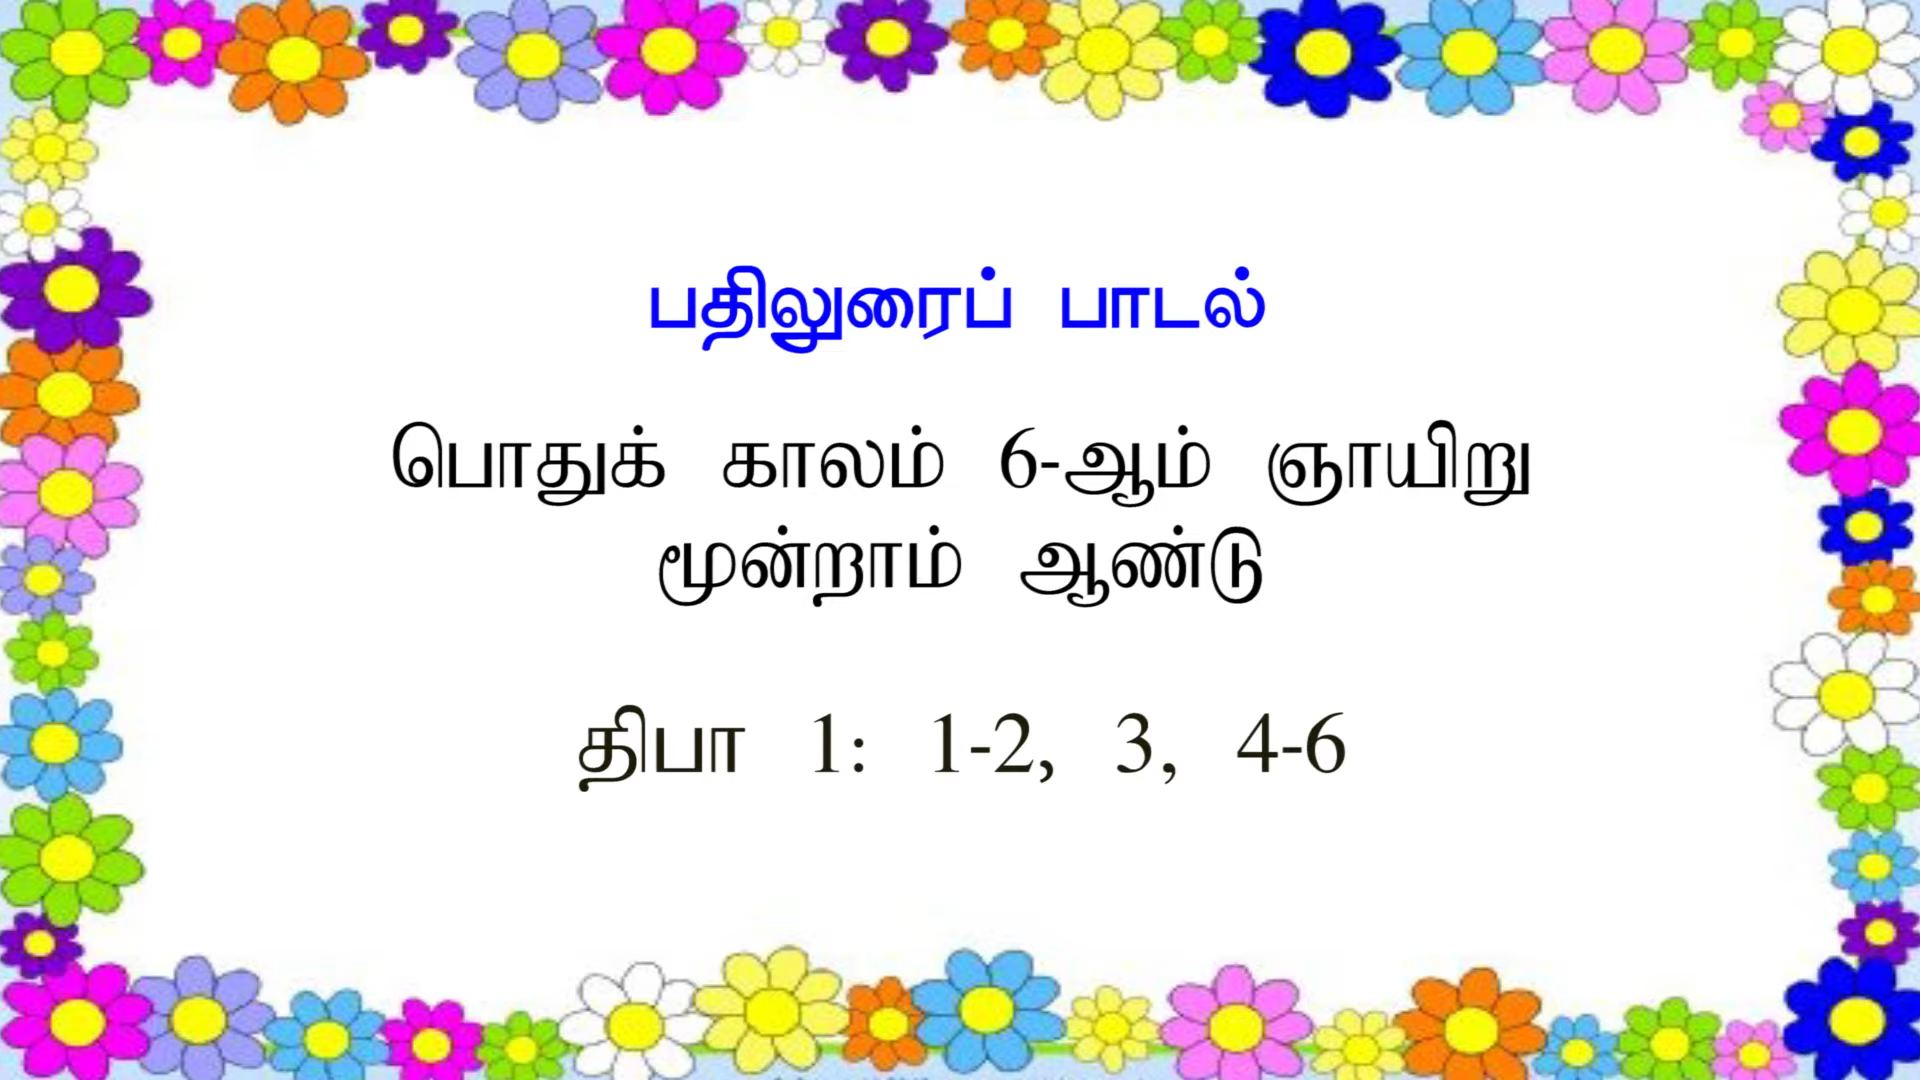 பதிலுரைப் பாடல்
பொதுக் காலம் 6-ஆம் ஞாயிறு
மூன்றாம் ஆண்டு
திபா 1: 1-2, 3, 4-6